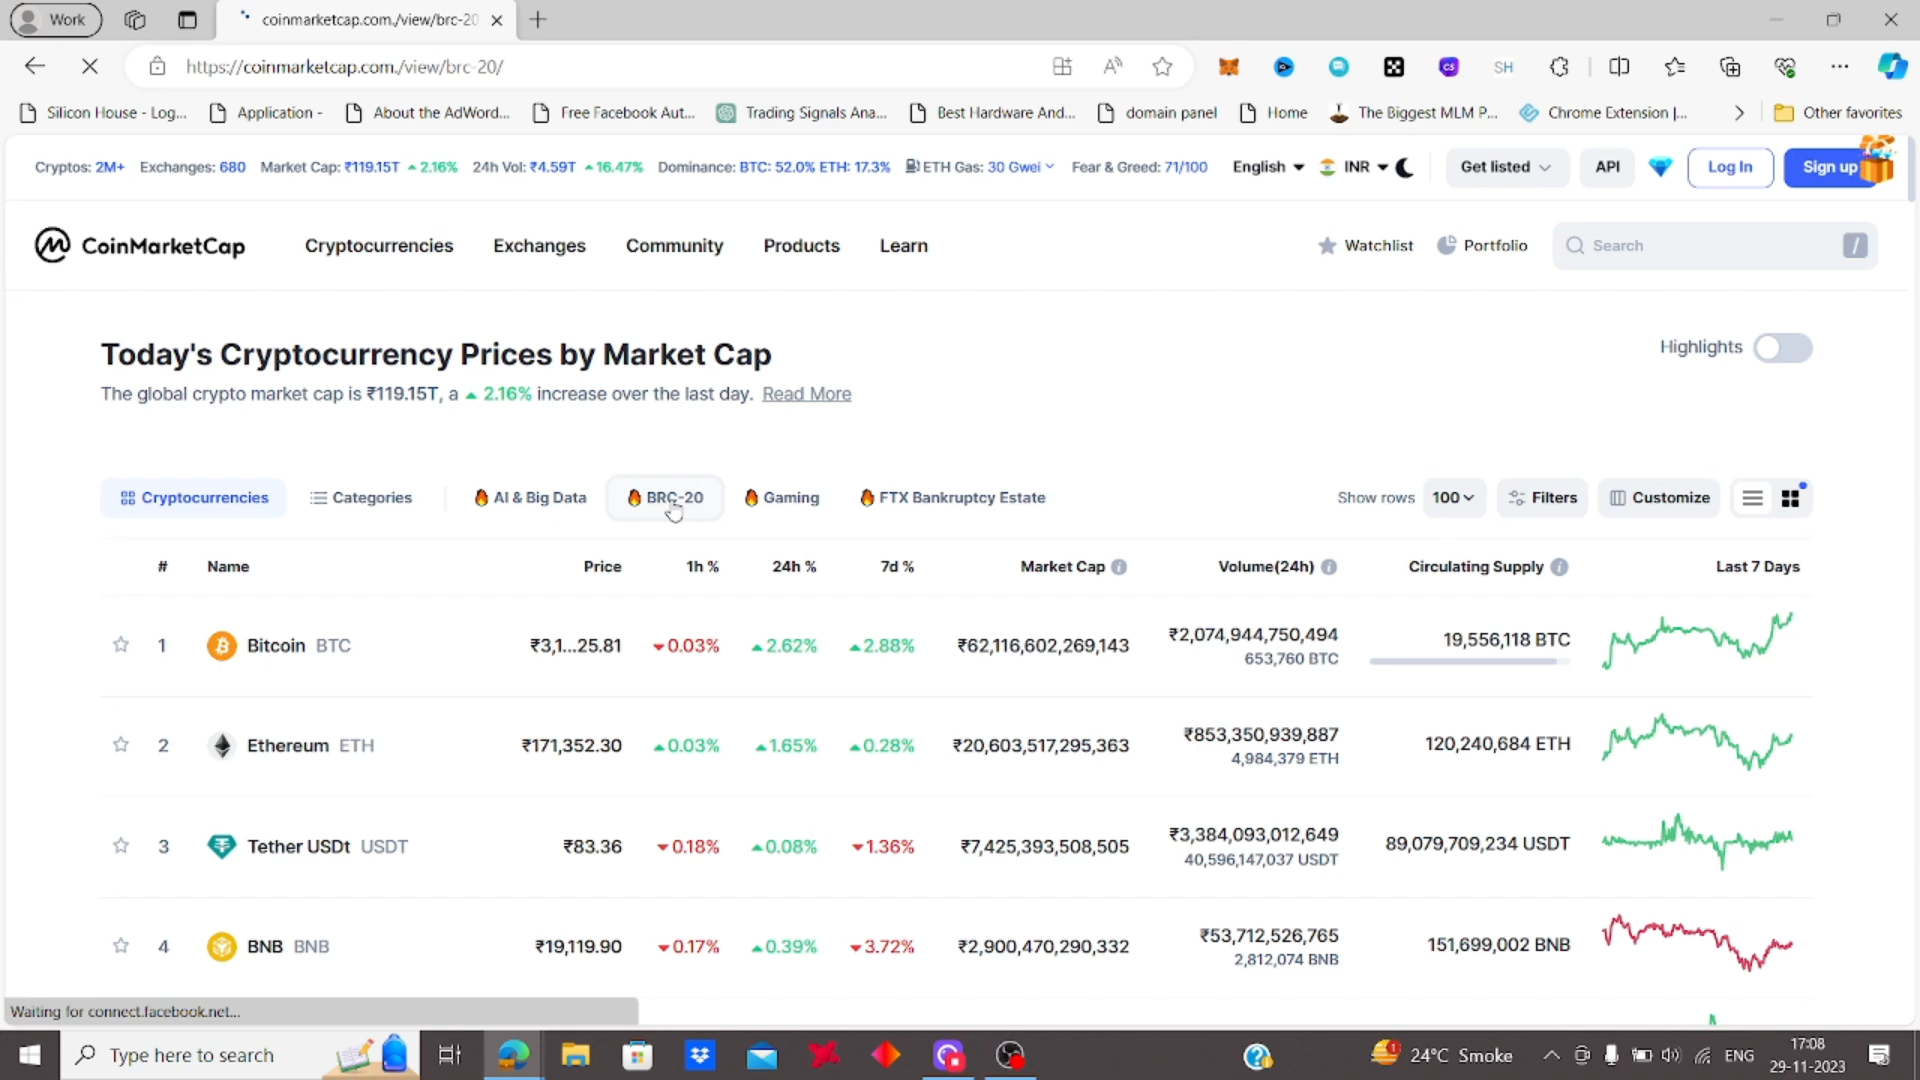 Work
coinmarketcap.com./view/brc-20
https://coinmarketcap.com./view/brc-20/
SH
Silicon House - Log...
Application -
About the AdWord...
Free Facebook Aut...
Trading Signals Ana...
Best Hardware And...
domain panel
Home
The Biggest MLM P...
Chrome Extension |...
Other favorites
Cryptos: 2M+ Exchanges: 680 Market Cap: ₹119.15T 2.16% 24h Vol: ₹4.59T 16.47% Dominance: BTC: 52.0% ETH: 17.3% ETH Gas: 30 Gwei Fear & Greed: 71/100
English INR Get listed API Log In Sign up
CoinMarketCap
Cryptocurrencies Exchanges Community Products Learn
Watchlist Portfolio Search /
Today's Cryptocurrency Prices by Market Cap
Highlights
The global crypto market cap is ₹119.15T, a 2.16% increase over the last day. Read More
Cryptocurrencies Categories AI & Big Data BRC-20 Gaming FTX Bankruptcy Estate Show rows 100 Filters Customize
# Name Price 1h % 24h % 7d % Market Cap Volume(24h) Circulating Supply Last 7 Days
1 Bitcoin BTC ₹3,1...25.81 0.03% 2.62% 2.88% ₹62,116,602,269,143 ₹2,074,944,750,494 19,556,118 BTC
653,760 BTC
2 Ethereum ETH ₹171,352.30 0.03% 1.65% 0.28% ₹20,603,517,295,363 ₹853,350,939,887 120,240,684 ETH
4,984,379 ETH
3 Tether USDt USDT ₹83.36 0.18% 0.08% 1.36% ₹7,425,393,508,505 ₹3,384,093,012,649 89,079,709,234 USDT
40,596,147,037 USDT
4 BNB BNB ₹19,119.90 0.17% 0.39% 3.72% ₹2,900,470,290,332 ₹53,712,526,765 151,699,002 BNB
2,812,074 BNB
Waiting for connect.facebook.net...
Type here to search
24°C Smoke
ENG
17:08
29-11-2023